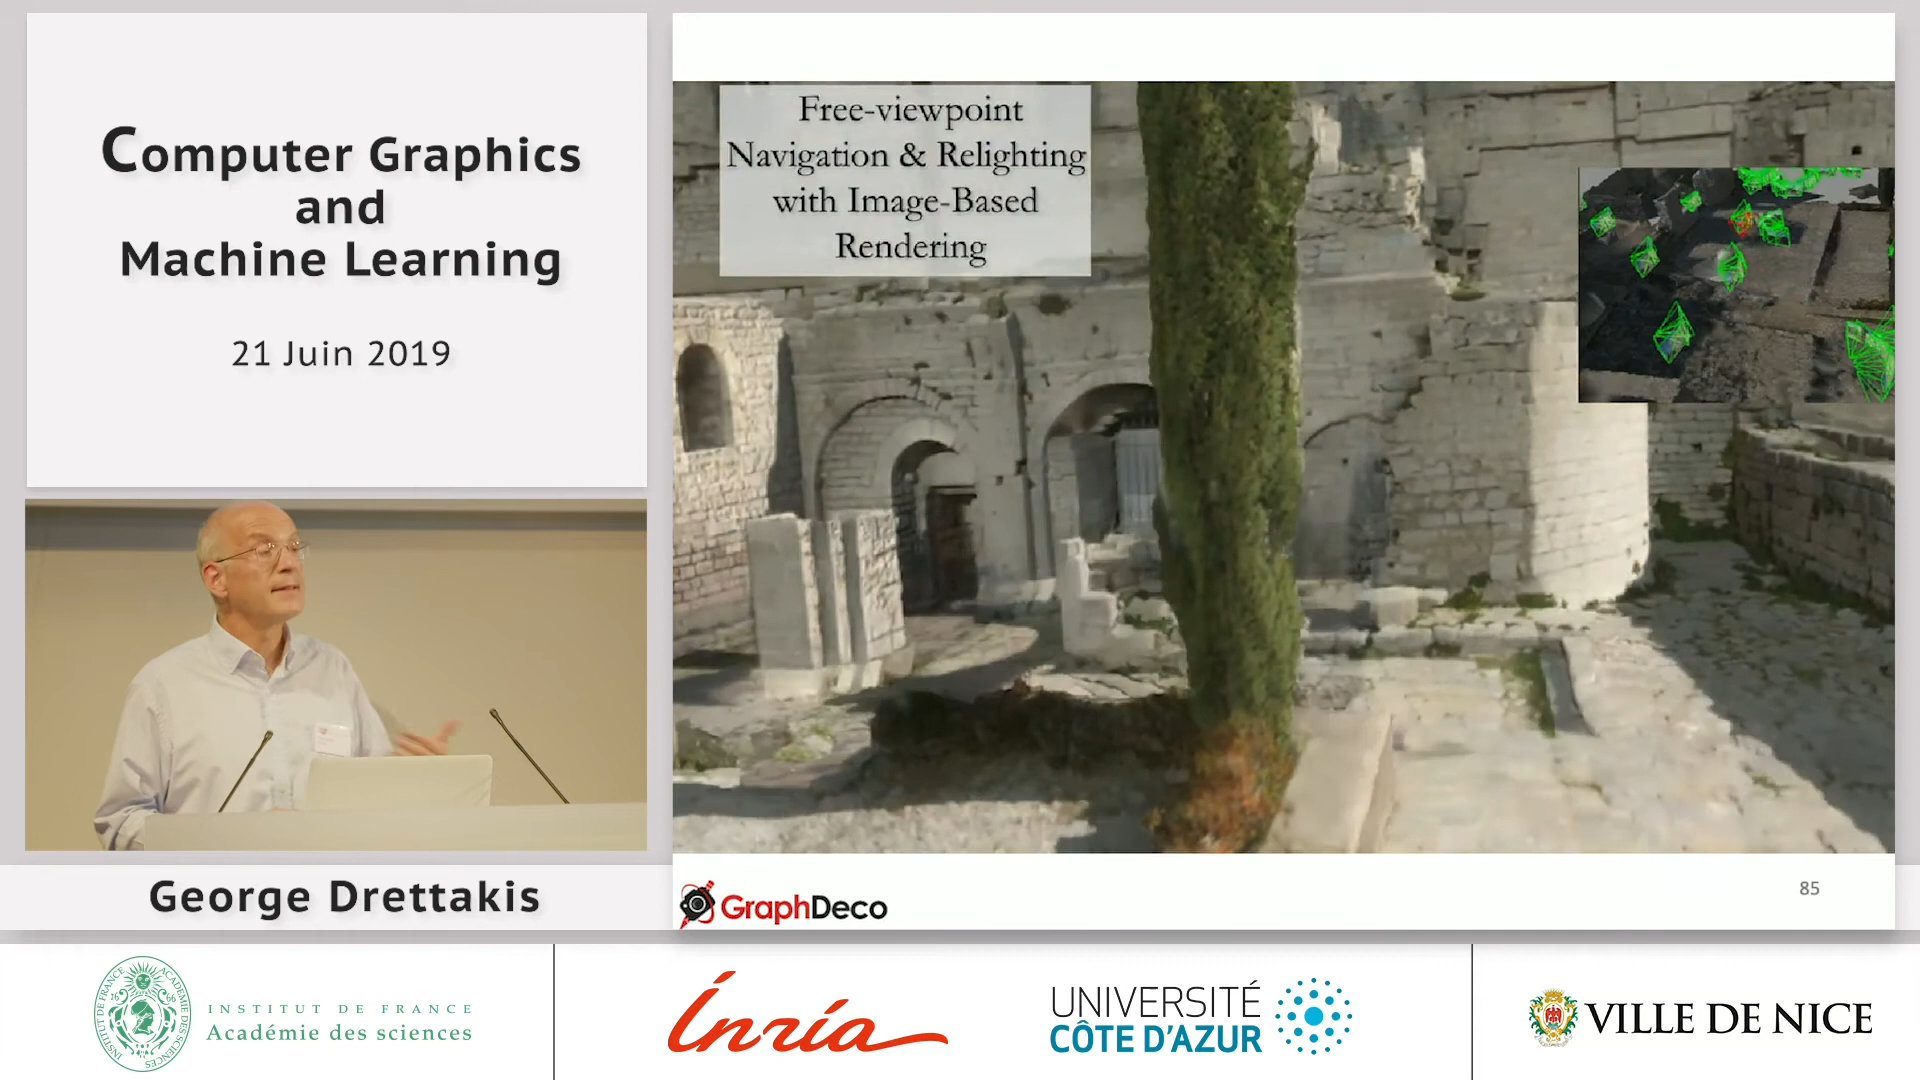 Computer Graphics
and
Machine Learning
21 Juin 2019
Free-viewpoint
Navigation & Relighting
with Image-Based
Rendering
George Drettakis
GraphDeco
85
INSTITUT DE FRANCE
Académie des sciences
Inria
UNIVERSITÉ
CÔTE D'AZUR
VILLE DE NICE